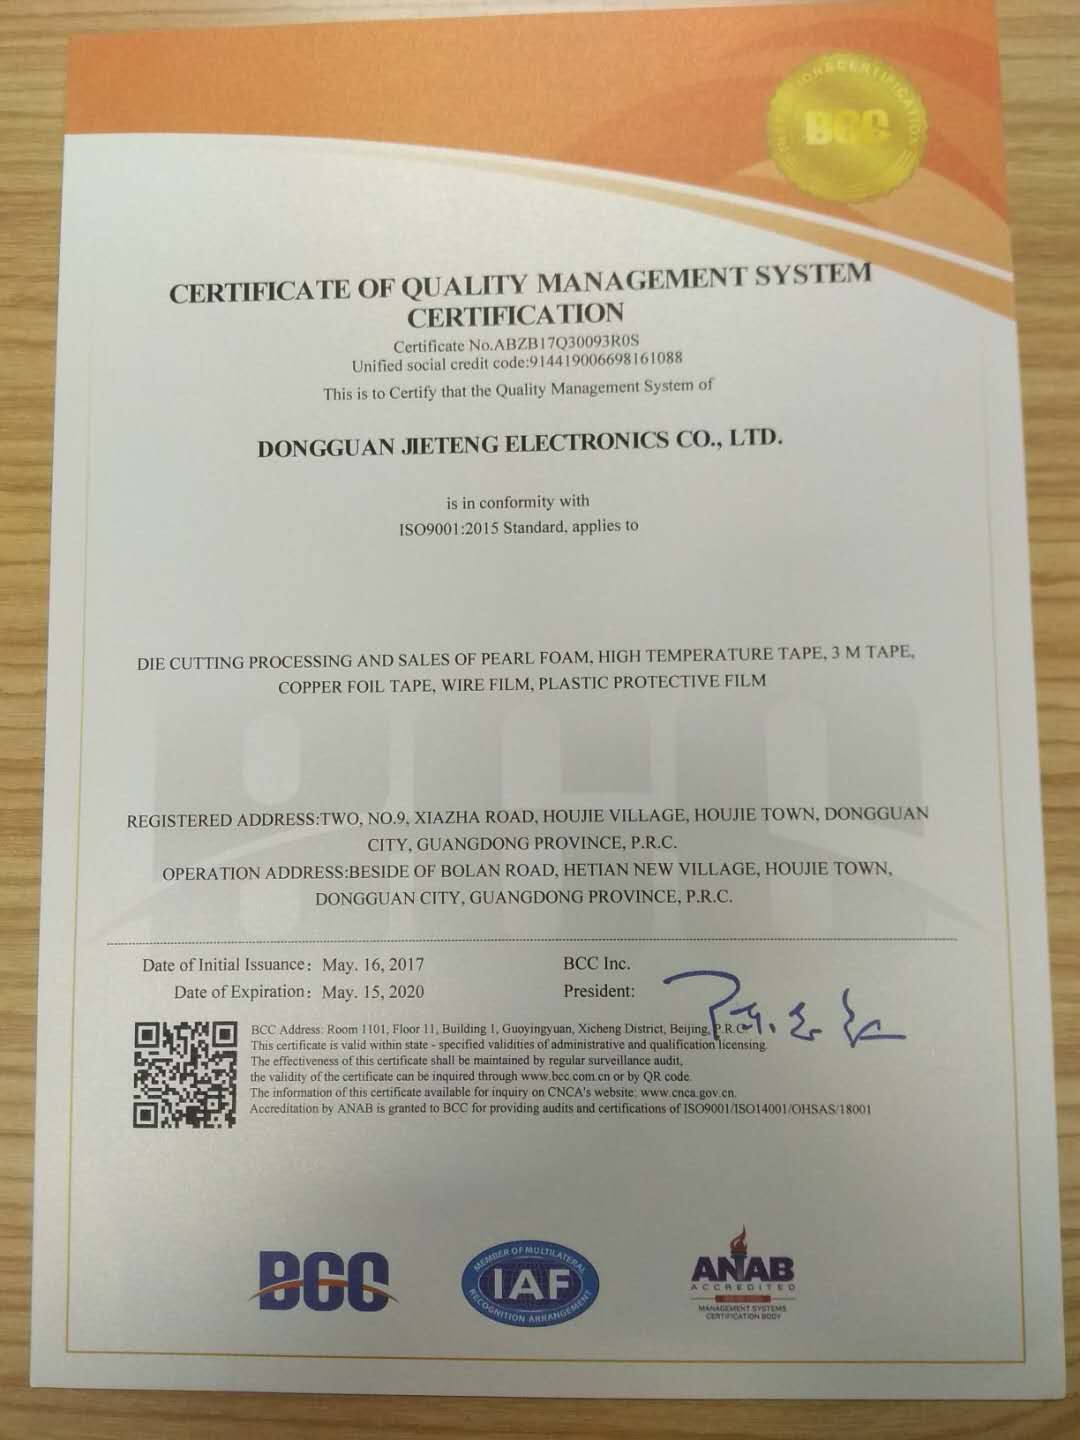 BCC
CERTIFICATE OF QUALITY MANAGEMENT SYSTEM
CERTIFICATION
Certificate No.ABZB17Q30093R0S
Unified social credit code:914419006698161088
This is to Certify that the Quality Management System of
DONGGUAN JIETENG ELECTRONICS CO., LTD.
is in conformity with
ISO9001:2015 Standard, applies to
DIE CUTTING PROCESSING AND SALES OF PEARL FOAM, HIGH TEMPERATURE TAPE, 3 M TAPE,
COPPER FOIL TAPE, WIRE FILM, PLASTIC PROTECTIVE FILM
REGISTERED ADDRESS:TWO, NO.9, XIAZHA ROAD, HOUJIE VILLAGE, HOUJIE TOWN, DONGGUAN
CITY, GUANGDONG PROVINCE, P.R.C.
OPERATION ADDRESS:BESIDE OF BOLAN ROAD, HETIAN NEW VILLAGE, HOUJIE TOWN,
DONGGUAN CITY, GUANGDONG PROVINCE, P.R.C.
Date of Initial Issuance: May. 16, 2017
BCC Inc.
Date of Expiration: May. 15, 2020
President:
BCC Address: Room 1101, Floor 11, Building 1, Guoyingyuan, Xicheng District, Beijing, P.R.C.
This certificate is valid within state - specified validities of administrative and qualification licensing.
The effectiveness of this certificate shall be maintained by regular surveillance audit,
the validity of the certificate can be inquired through www.bcc.com.cn or by QR code.
The information of this certificate available for inquiry on CNCA's website: www.cnca.gov.cn.
Accreditation by ANAB is granted to BCC for providing audits and certifications of ISO9001/ISO14001/OHSAS/18001
BCC
MEMBER OF MULTILATERAL
IAF
RECOGNITION ARRANGEMENT
ANAB
ACCREDITED
MANAGEMENT SYSTEMS
CERTIFICATION BODY